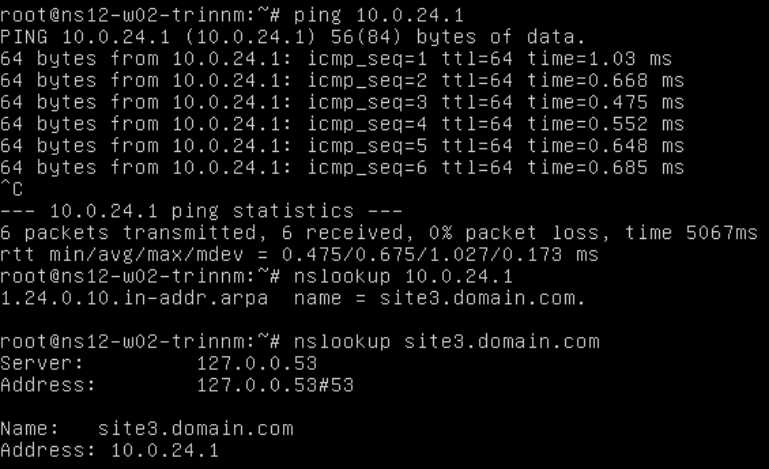 root@ns12-w02-trinnm:~# ping 10.0.24.1
PING 10.0.24.1 (10.0.24.1) 56(84) bytes of data.
64 bytes from 10.0.24.1: icmp_seq=1 ttl=64 time=1.03 ms
64 bytes from 10.0.24.1: icmp_seq=2 ttl=64 time=0.668 ms
64 bytes from 10.0.24.1: icmp_seq=3 ttl=64 time=0.475 ms
64 bytes from 10.0.24.1: icmp_seq=4 ttl=64 time=0.552 ms
64 bytes from 10.0.24.1: icmp_seq=5 ttl=64 time=0.648 ms
64 bytes from 10.0.24.1: icmp_seq=6 ttl=64 time=0.685 ms
^C
--- 10.0.24.1 ping statistics ---
6 packets transmitted, 6 received, 0% packet loss, time 5067ms
rtt min/avg/max/mdev = 0.475/0.675/1.027/0.173 ms
root@ns12-w02-trinnm:~# nslookup 10.0.24.1
1.24.0.10.in-addr.arpa  name = site3.domain.com.

root@ns12-w02-trinnm:~# nslookup site3.domain.com
Server:         127.0.0.53
Address:        127.0.0.53#53

Name:   site3.domain.com
Address: 10.0.24.1